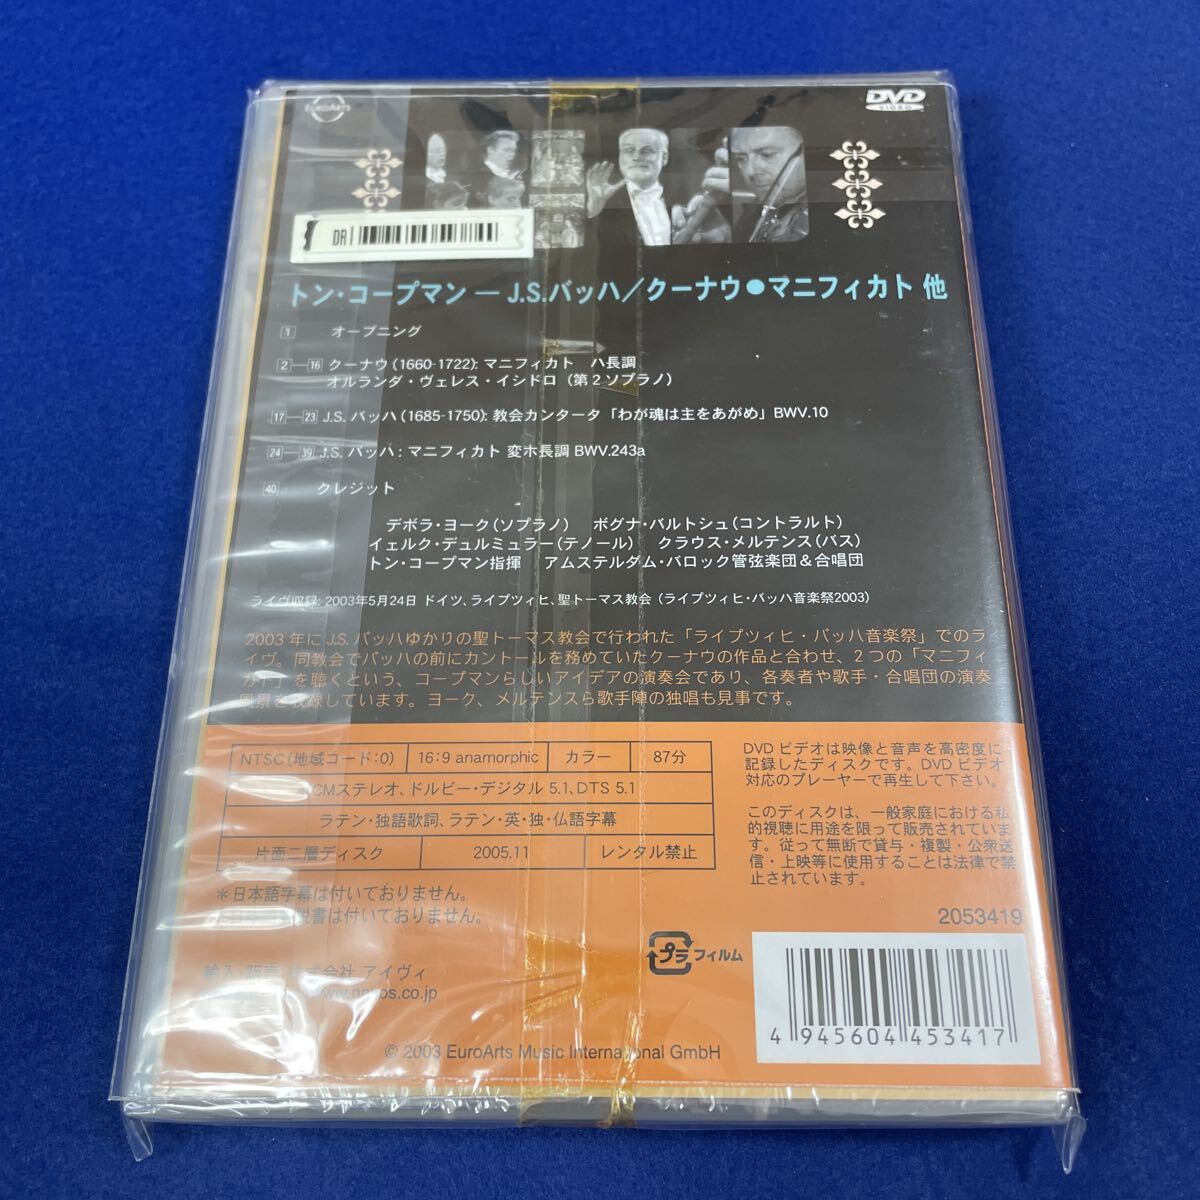 EUROARTS
DVD
VIDEO
DR
トン・コープマン ― J.S.バッハ／クーナウ●マニフィカト 他
1 オープニング
2―16 クーナウ(1660-1722): マニフィカト ハ長調
オルランダ・ヴェレス・イシドロ（第２ソプラノ）
17―23 J.S. バッハ(1685-1750): 教会カンタータ「わが魂は主をあがめ」BWV.10
24―39 J.S. バッハ : マニフィカト 変ホ長調 BWV.243a
40 クレジット
デボラ・ヨーク(ソプラノ) ボグナ・バルトシュ(コントラルト)
イェルク・デュルミュラー(テノール) クラウス・メルテンス(バス)
トン・コープマン指揮 アムステルダム・バロック管弦楽団＆合唱団
ライヴ収録: 2003年5月24日 ドイツ、ライプツィヒ、聖トーマス教会 (ライプツィヒ・バッハ音楽祭2003)
2003 年に J.S. バッハゆかりの聖トーマス教会で行われた「ライプツィヒ・バッハ音楽祭」でのラ
イヴ。同教会でバッハの前にカントールを務めていたクーナウの作品と合わせ、２つの「マニフィ
カト」を聴くという、コープマンらしいアイデアの演奏会であり、各奏者や歌手・合唱団の演奏
風景を収録しています。ヨーク、メルテンスら歌手陣の独唱も見事です。
NTSC(地域コード:0) 16:9 anamorphic カラー 87分
CMステレオ、ドルビー・デジタル 5.1、DTS 5.1
ラテン・独語歌詞、ラテン・英・独・仏語字幕
片面二層ディスク 2005.11 レンタル禁止
＊日本語字幕は付いておりません。
説書は付いておりません。
輸入・販売 株式会社 アイヴィ
www.naxos.co.jp
DVD ビデオは映像と音声を高密度に
記録したディスクです。DVD ビデオ
対応のプレーヤーで再生して下さい。
このディスクは、一般家庭における私
的視聴に用途を限って販売されていま
す。従って無断で貸与・複製・公衆送
信・上映等に使用することは法律で禁
止されています。
2053419
プラ フィルム
4 945604 453417
© 2003 EuroArts Music International GmbH